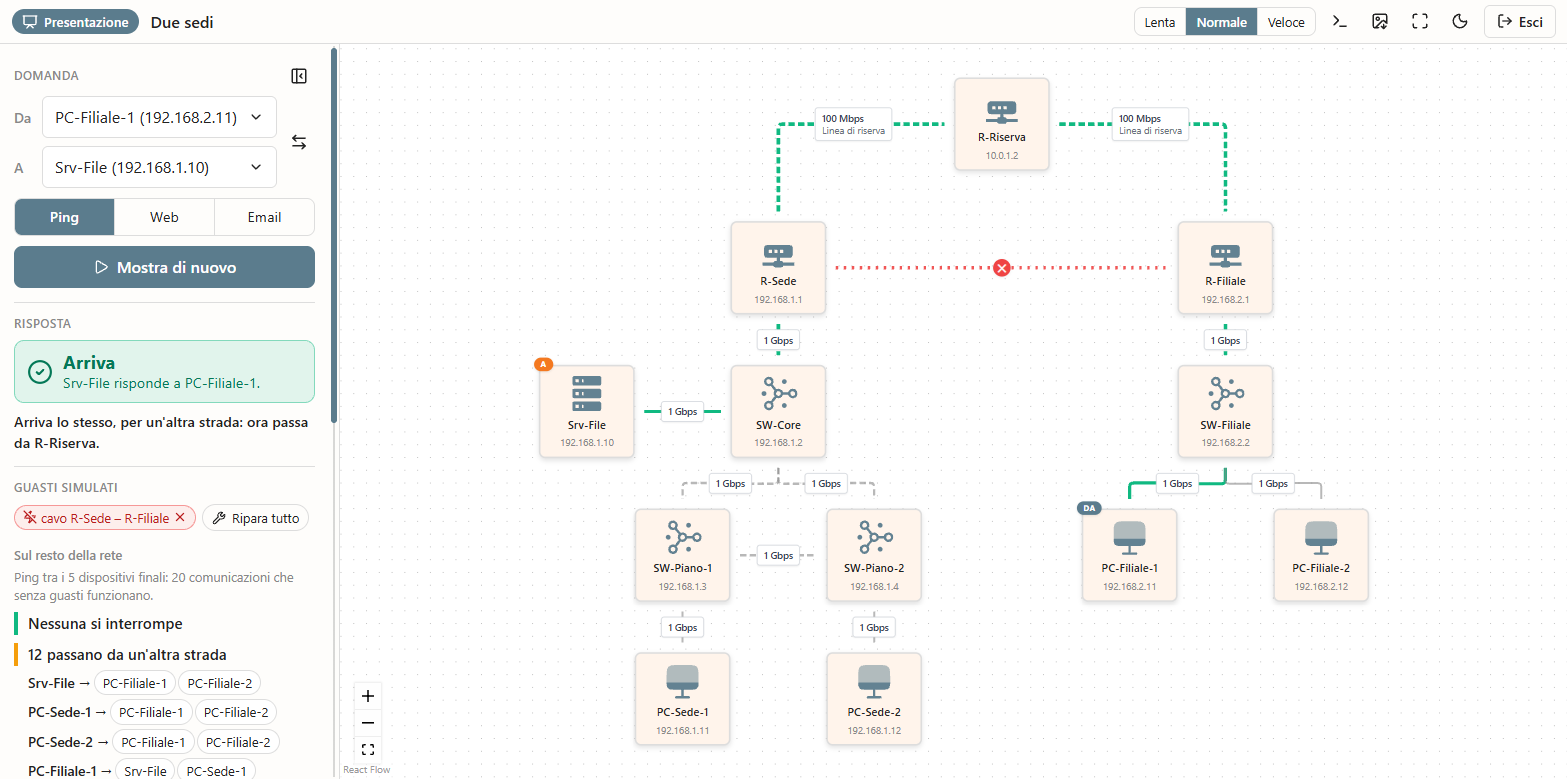 Presentazione
Due sedi
Lenta
Normale
Veloce
Esci
DOMANDA
Da
PC-Filiale-1 (192.168.2.11)
A
Srv-File (192.168.1.10)
Ping
Web
Email
Mostra di nuovo
RISPOSTA
Arriva
Srv-File risponde a PC-Filiale-1.
Arriva lo stesso, per un'altra strada: ora passa
da R-Riserva.
GUASTI SIMULATI
cavo R-Sede – R-Filiale
Ripara tutto
Sul resto della rete
Ping tra i 5 dispositivi finali: 20 comunicazioni che
senza guasti funzionano.
Nessuna si interrompe
12 passano da un'altra strada
Srv-File → PC-Filiale-1 PC-Filiale-2
PC-Sede-1 → PC-Filiale-1 PC-Filiale-2
PC-Sede-2 → PC-Filiale-1 PC-Filiale-2
PC-Filiale-1 → Srv-File PC-Sede-1
100 Mbps
Linea di riserva
R-Riserva
10.0.1.2
100 Mbps
Linea di riserva
R-Sede
192.168.1.1
R-Filiale
192.168.2.1
1 Gbps
1 Gbps
A
Srv-File
192.168.1.10
1 Gbps
SW-Core
192.168.1.2
SW-Filiale
192.168.2.2
1 Gbps
1 Gbps
1 Gbps
1 Gbps
SW-Piano-1
192.168.1.3
1 Gbps
SW-Piano-2
192.168.1.4
DA
PC-Filiale-1
192.168.2.11
PC-Filiale-2
192.168.2.12
1 Gbps
1 Gbps
PC-Sede-1
192.168.1.11
PC-Sede-2
192.168.1.12
React Flow